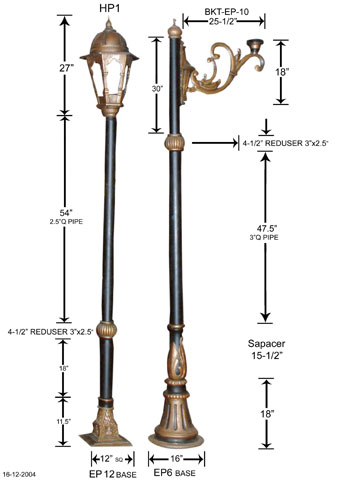 HP1
BKT-EP-10
25-1/2"
27"
30"
18"
4-1/2" REDUSER 3"x2.5"
54"
2.5"Q PIPE
47.5"
3"Q PIPE
4-1/2" REDUSER 3"x2.5"
Sapacer
15-1/2"
18"
18"
11.5"
12" SQ
16"
EP 12 BASE
EP6 BASE
16-12-2004